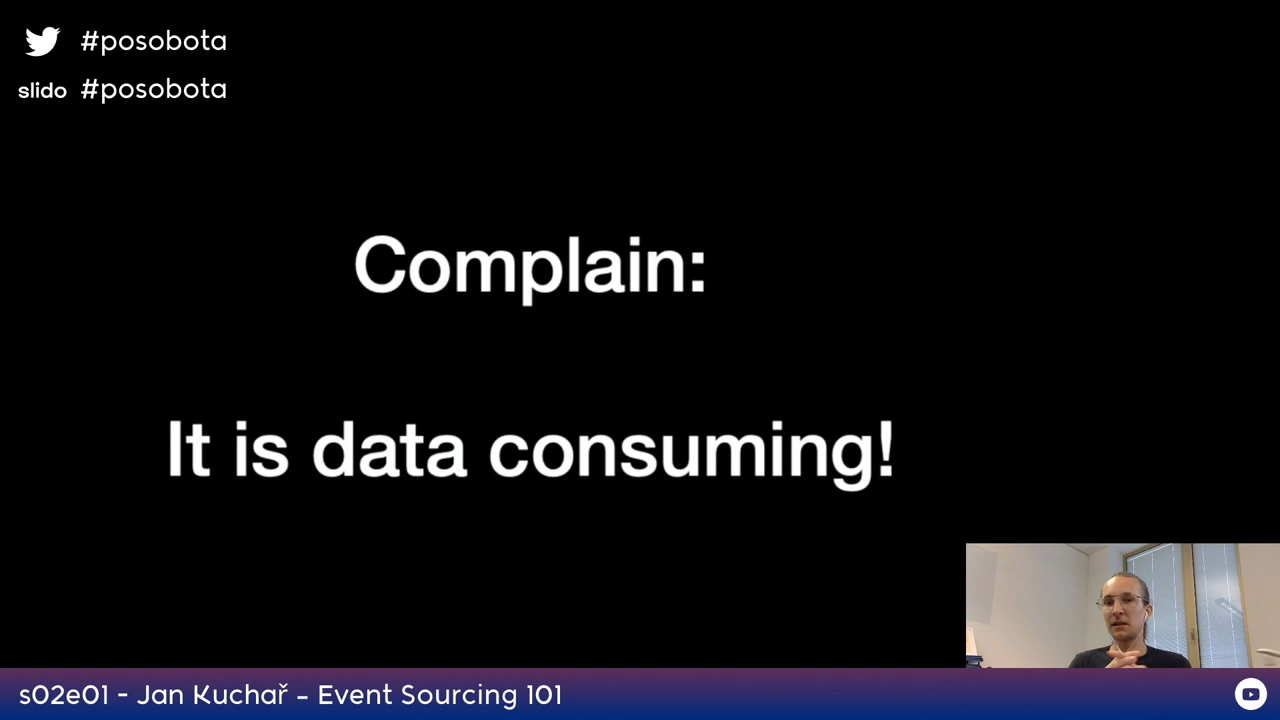 #posobota
slido #posobota
Complain:
It is data consuming!
s02e01 - Jan Kuchař - Event Sourcing 101